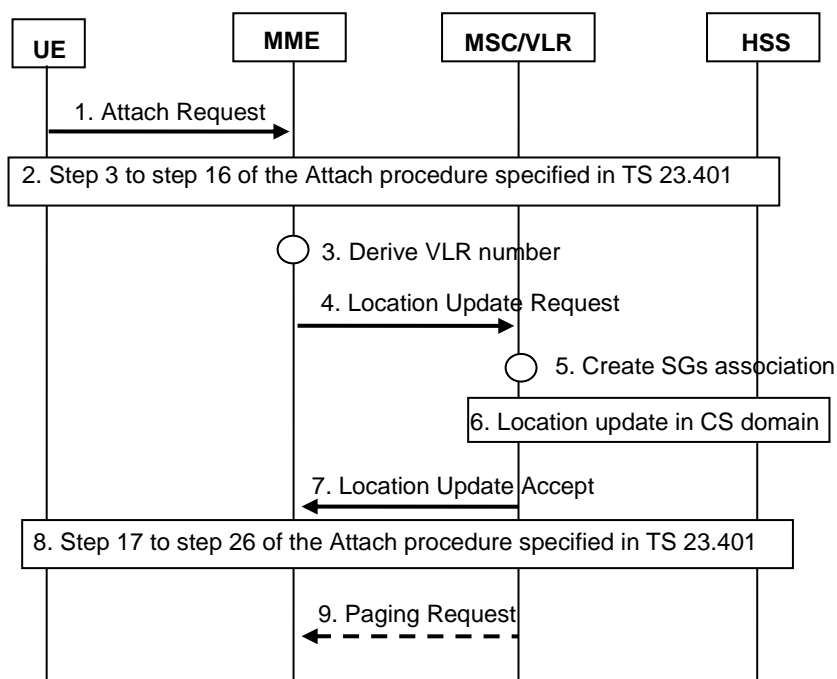 UE
MME
MSC/VLR
HSS
1. Attach Request
2. Step 3 to step 16 of the Attach procedure specified in TS 23.401
3. Derive VLR number
4. Location Update Request
5. Create SGs association
6. Location update in CS domain
7. Location Update Accept
8. Step 17 to step 26 of the Attach procedure specified in TS 23.401
9. Paging Request